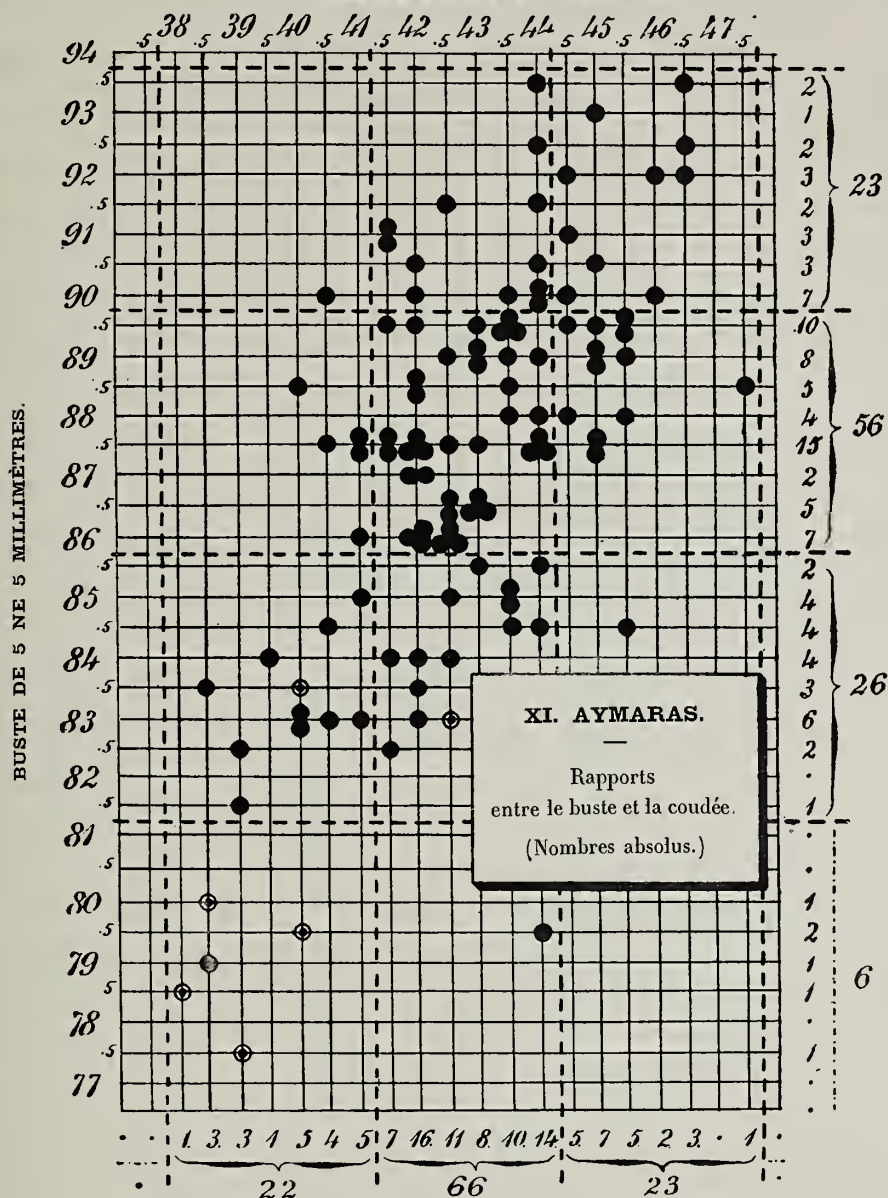 .5 38 .5 39 .5 40 .5 41 .5 42 .5 43 .5 44 .5 45 .5 46 .5 47 .5
94
.5 2
93 1
.5 2
92 3 23
.5 2
91 3
.5 3
90 7
.5 10
89 8
.5 5
88 4 56
.5 15
87 2
.5 5
86 7
.5 2
85 4
.5 4
84 4
.5 3 26
83 6
.5 2
82 .
.5 1
81 .
.5 .
80 1
.5 2
79 1
.5 1 6
78 .
.5 1
77 .
.
BUSTE DE 5 NE 5 MILLIMÈTRES.
XI. AYMARAS.
—
Rapports
entre le buste et la coudée.
(Nombres absolus.)
. . 1. 3. 3 1 5 4 5 7 16. 11 8. 10. 14. 5. 7 5. 2 3. . 1 .
. 22 66 23 .